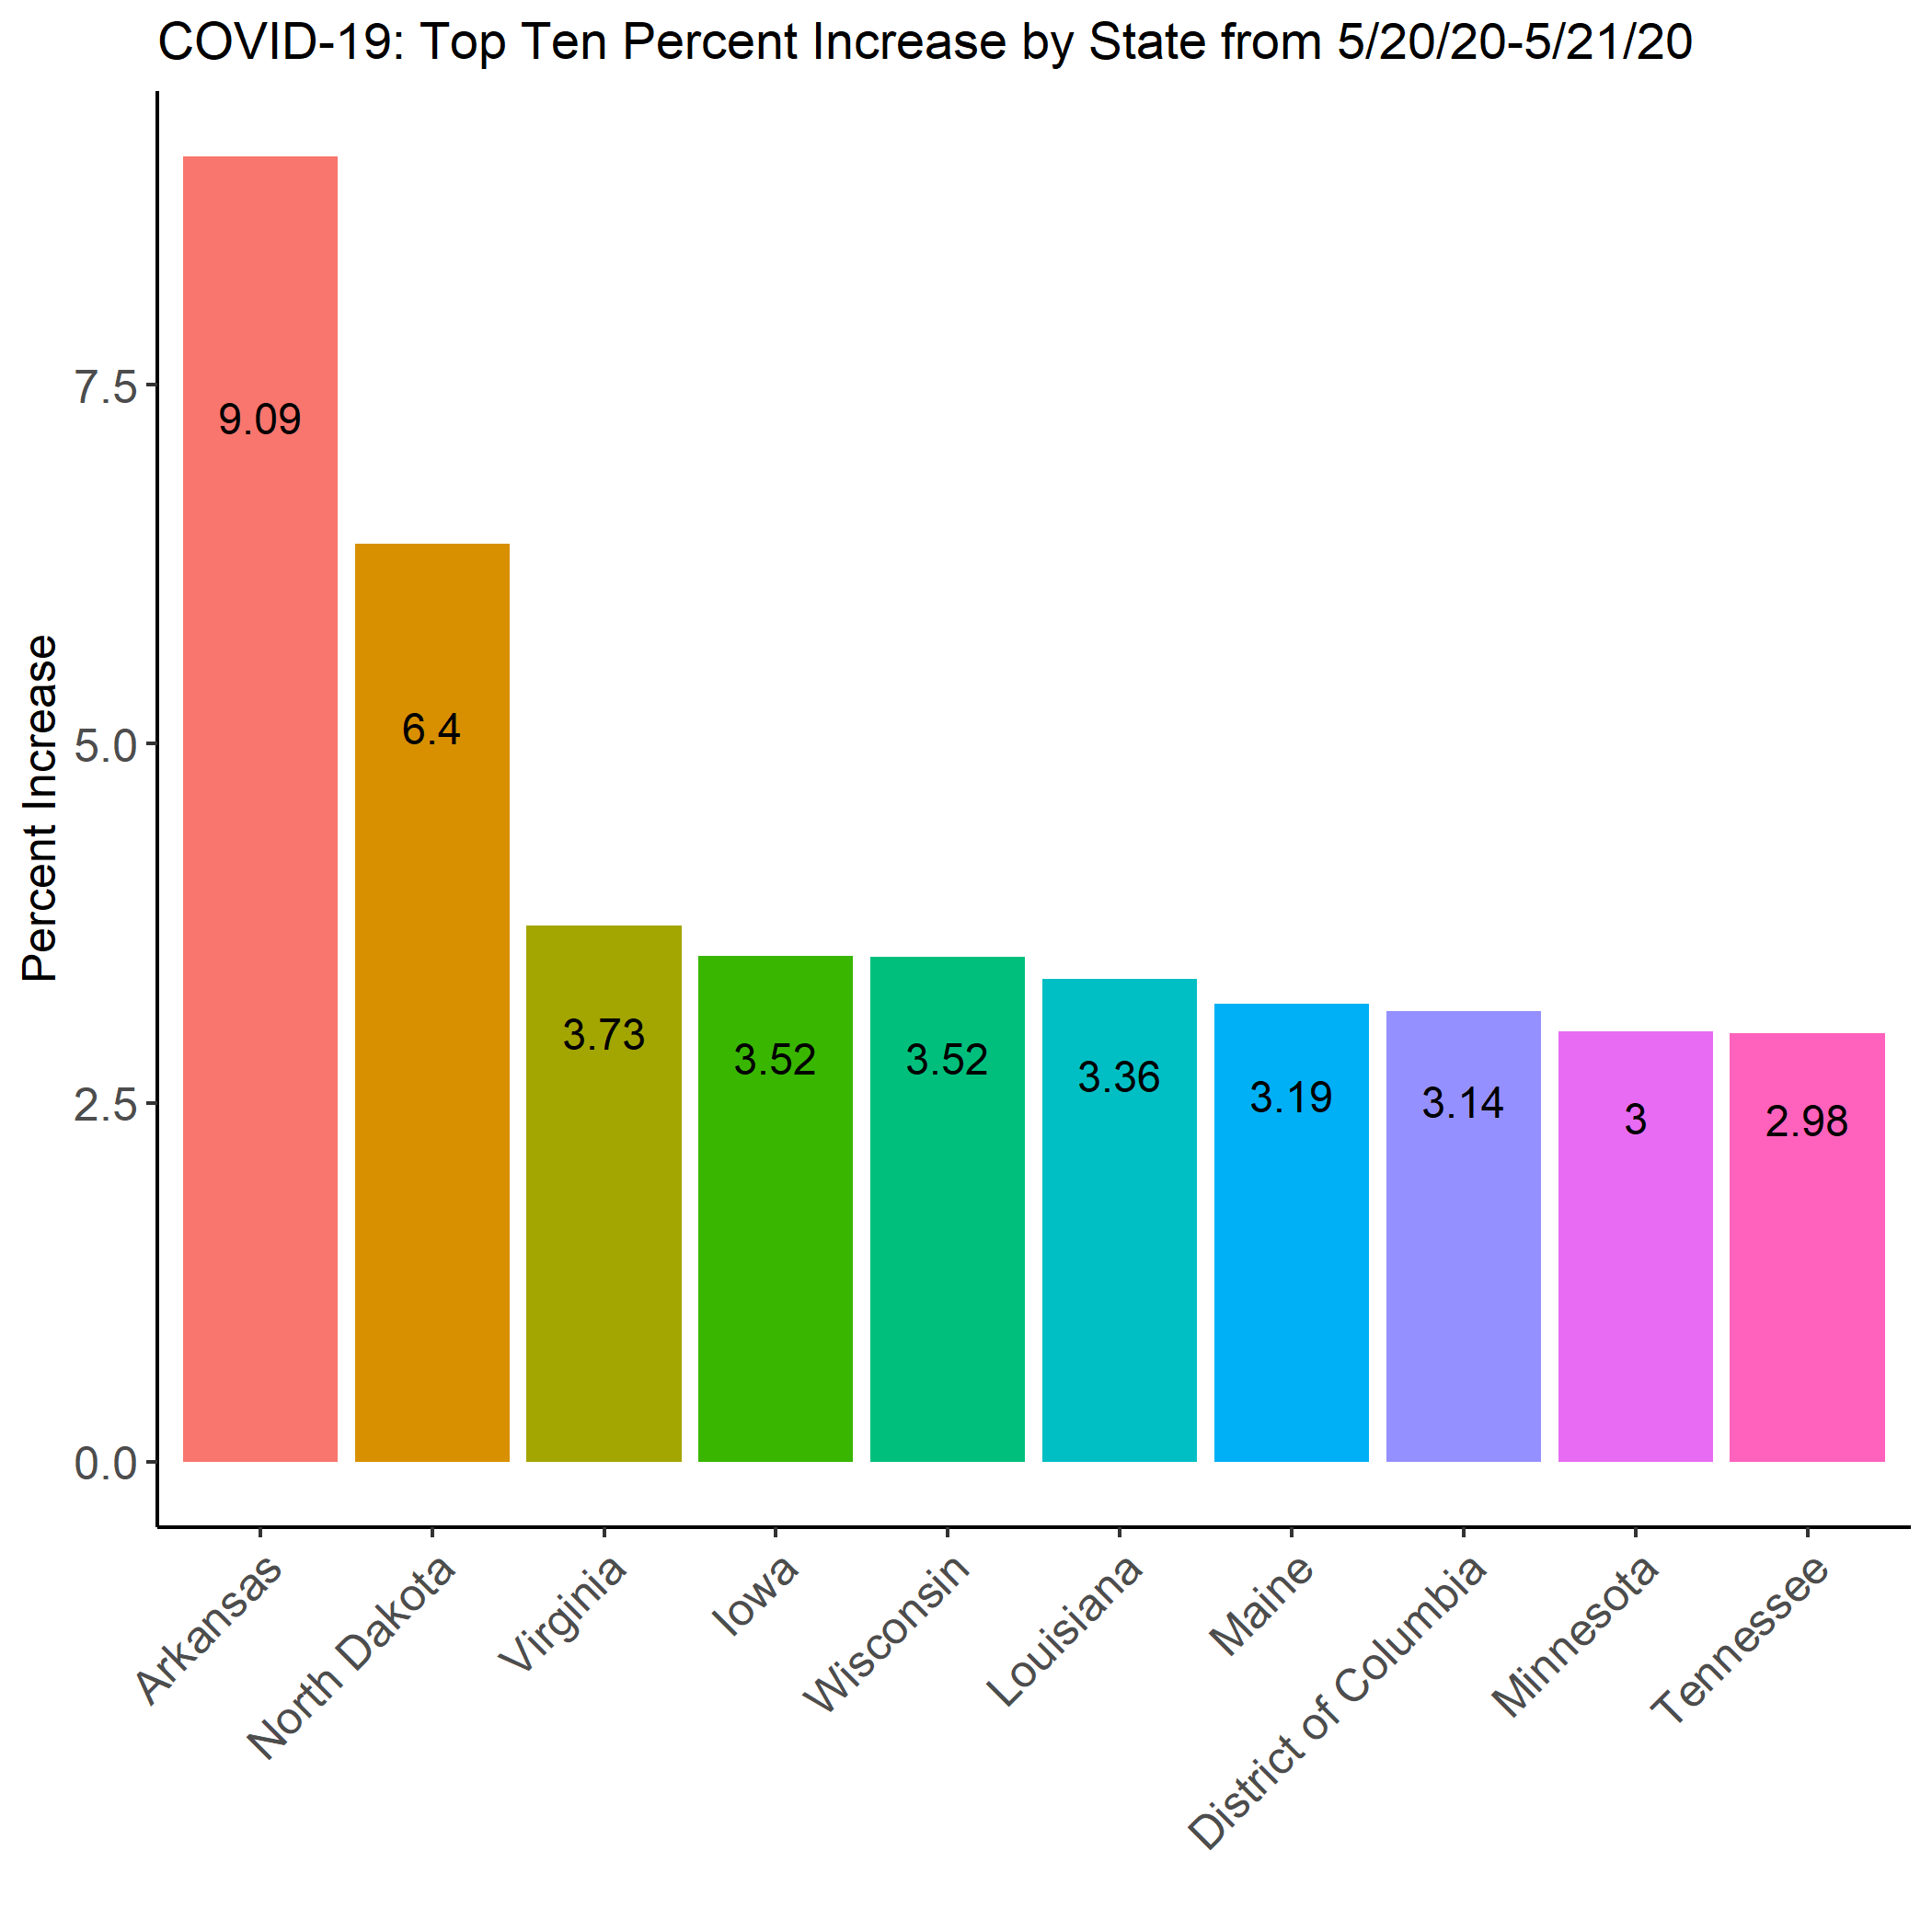 COVID-19: Top Ten Percent Increase by State from 5/20/20-5/21/20
Percent Increase
7.5
5.0
2.5
0.0
9.09
6.4
3.73
3.52
3.52
3.36
3.19
3.14
3
2.98
Arkansas
North Dakota
Virginia
Iowa
Wisconsin
Louisiana
Maine
District of Columbia
Minnesota
Tennessee